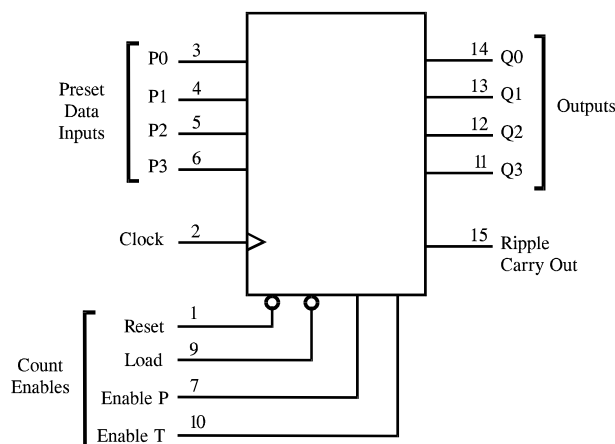 Preset
Data
Inputs
P0 3
P1 4
P2 5
P3 6
Clock 2
14 Q0
13 Q1
12 Q2
11 Q3
Outputs
15 Ripple
Carry Out
Count
Enables
Reset 1
Load 9
Enable P 7
Enable T 10